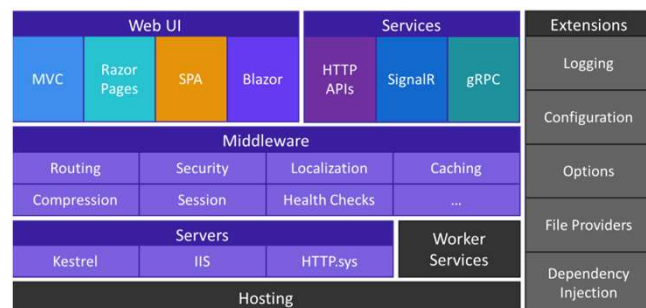 Web UI
MVC
Razor
Pages
SPA
Blazor
Services
HTTP
APIs
SignalR
gRPC
Middleware
Routing
Security
Localization
Caching
Compression
Session
Health Checks
...
Servers
Kestrel
IIS
HTTP.sys
Worker
Services
Hosting
Extensions
Logging
Configuration
Options
File Providers
Dependency
Injection